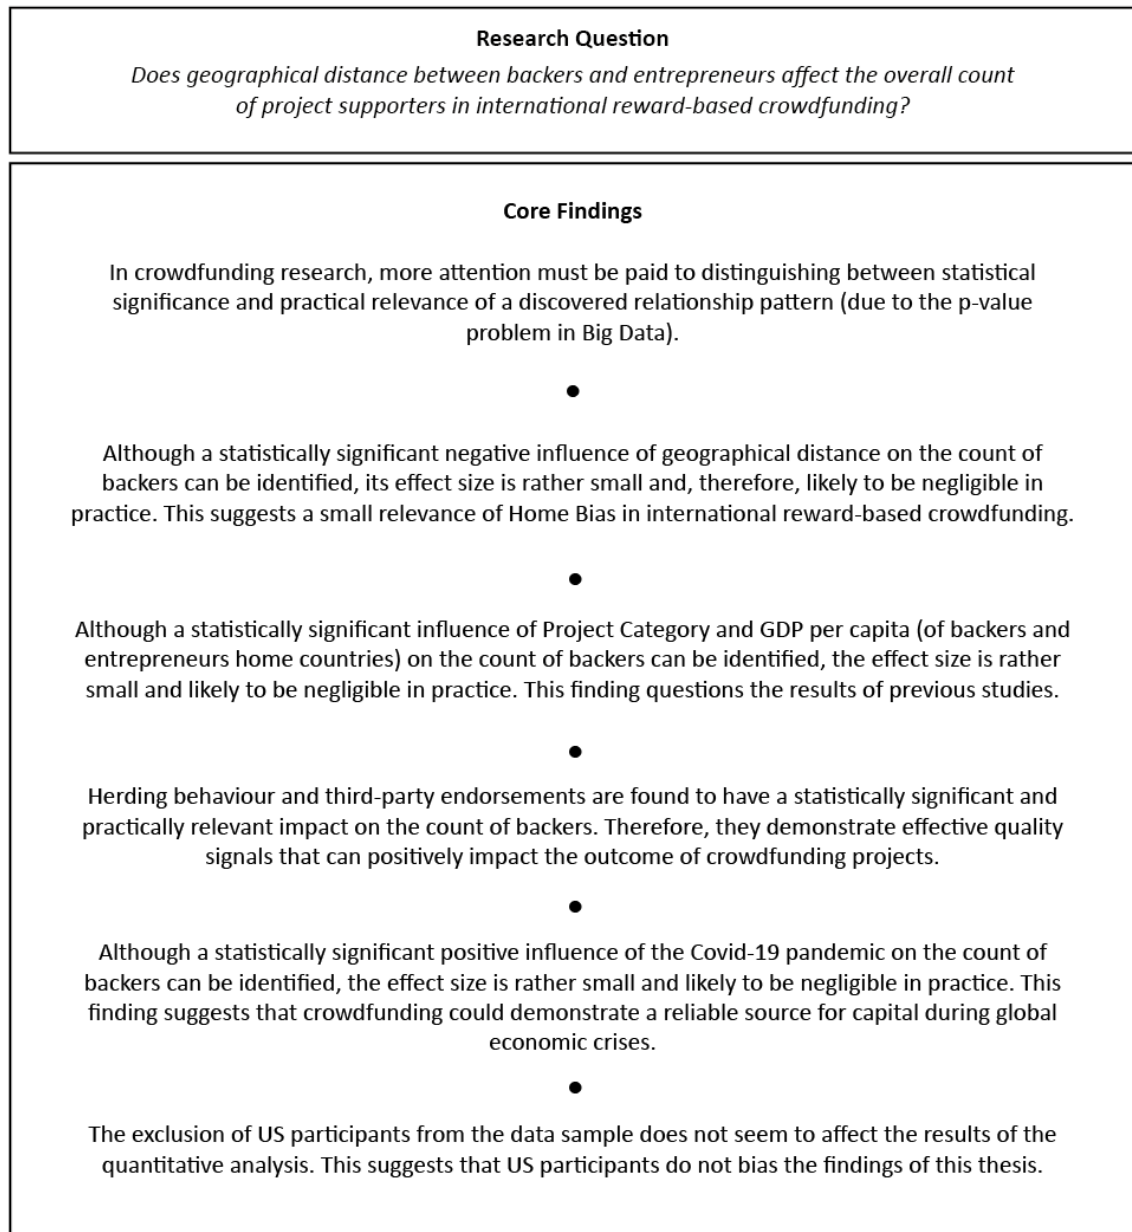 Research Question
Does geographical distance between backers and entrepreneurs affect the overall count
of project supporters in international reward-based crowdfunding?
Core Findings
In crowdfunding research, more attention must be paid to distinguishing between statistical
significance and practical relevance of a discovered relationship pattern (due to the p-value
problem in Big Data).
●
Although a statistically significant negative influence of geographical distance on the count of
backers can be identified, its effect size is rather small and, therefore, likely to be negligible in
practice. This suggests a small relevance of Home Bias in international reward-based crowdfunding.
●
Although a statistically significant influence of Project Category and GDP per capita (of backers and
entrepreneurs home countries) on the count of backers can be identified, the effect size is rather
small and likely to be negligible in practice. This finding questions the results of previous studies.
●
Herding behaviour and third-party endorsements are found to have a statistically significant and
practically relevant impact on the count of backers. Therefore, they demonstrate effective quality
signals that can positively impact the outcome of crowdfunding projects.
●
Although a statistically significant positive influence of the Covid-19 pandemic on the count of
backers can be identified, the effect size is rather small and likely to be negligible in practice. This
finding suggests that crowdfunding could demonstrate a reliable source for capital during global
economic crises.
●
The exclusion of US participants from the data sample does not seem to affect the results of the
quantitative analysis. This suggests that US participants do not bias the findings of this thesis.